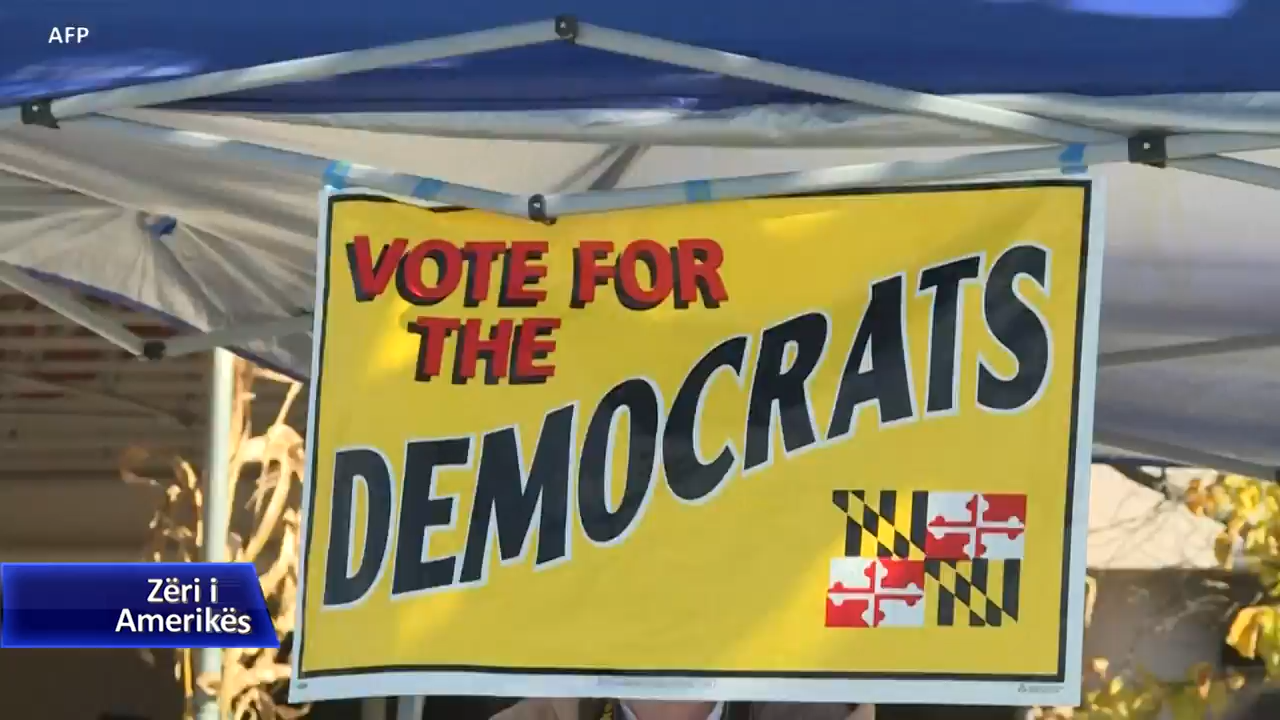 AFP
VOTE FOR
THE
DEMOCRATS
Zëri i
Amerikës